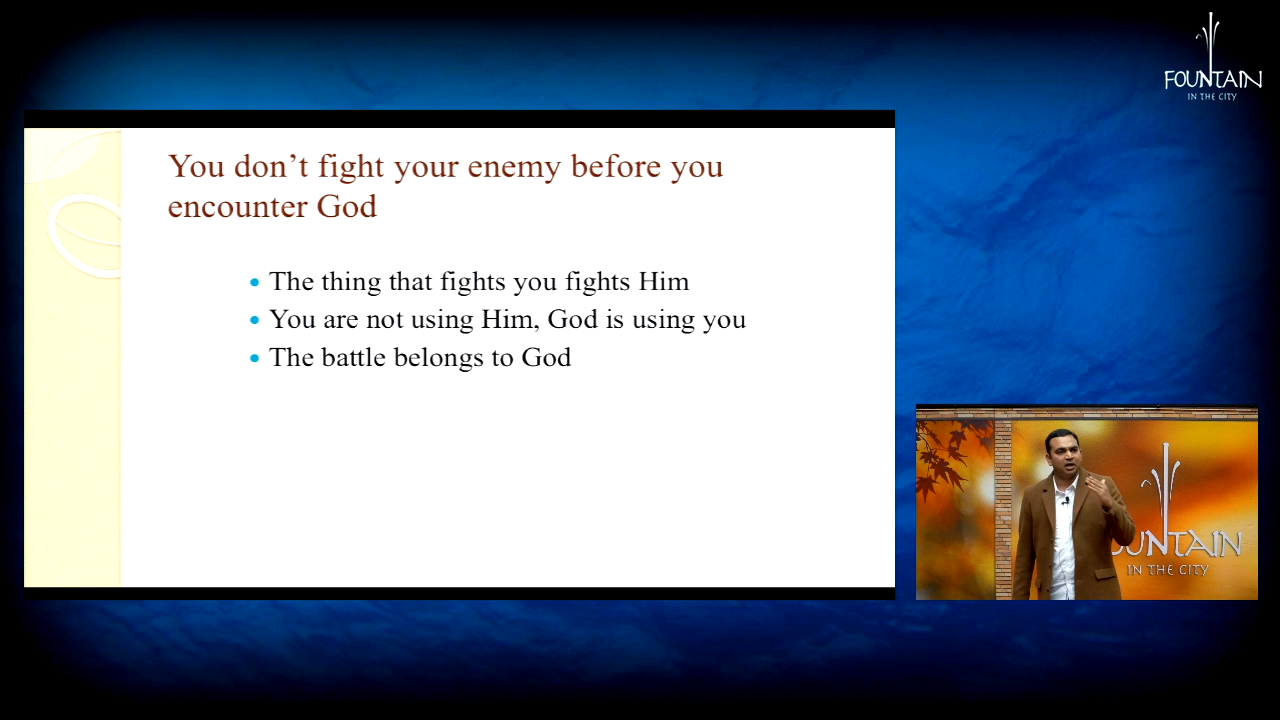 FOUNTAIN
IN THE CITY
You don’t fight your enemy before you
encounter God
• The thing that fights you fights Him
• You are not using Him, God is using you
• The battle belongs to God
OUNTAIN
IN THE CITY